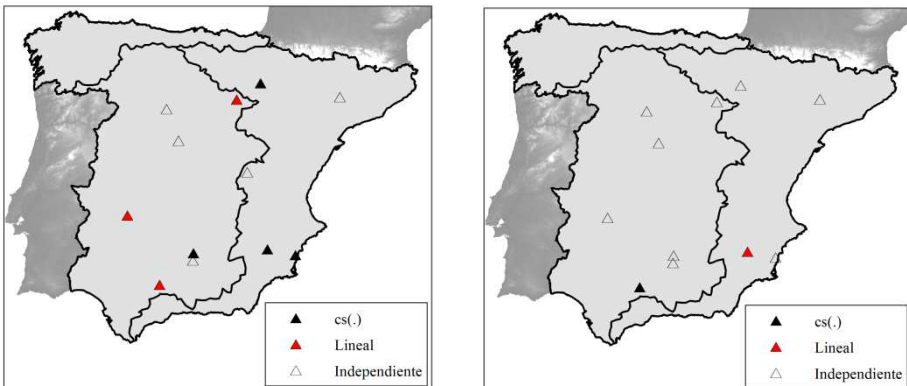 cs(.)
Lineal
Independiente
cs(.)
Lineal
Independiente